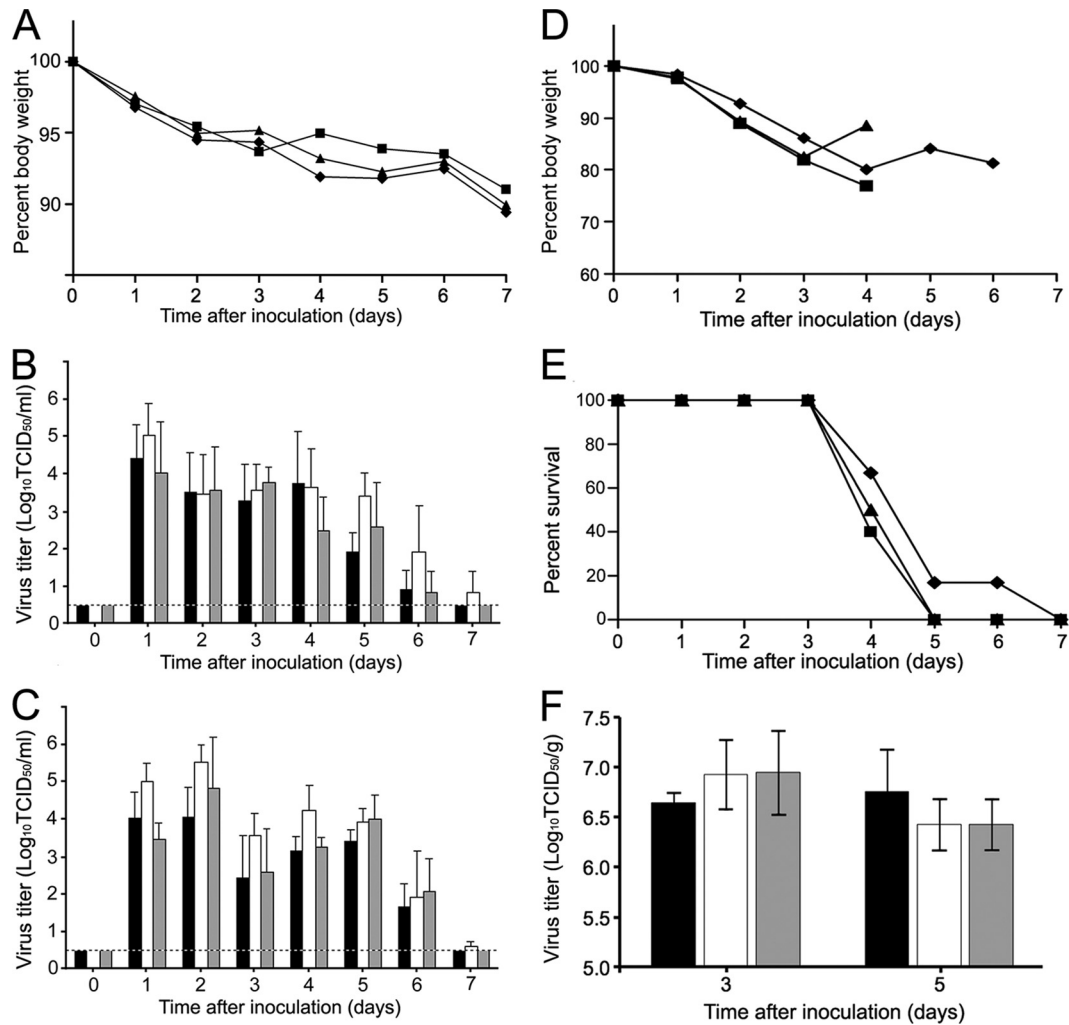 A
Percent body weight
100
95
90
0 1 2 3 4 5 6 7
Time after inoculation (days)
B
Virus titer (Log10TCID50/ml)
6
5
4
3
2
1
0
0 1 2 3 4 5 6 7
Time after inoculation (days)
C
Virus titer (Log10TCID50/ml)
6
5
4
3
2
1
0
0 1 2 3 4 5 6 7
Time after inoculation (days)
D
Percent body weight
100
90
80
70
60
0 1 2 3 4 5 6 7
Time after inoculation (days)
E
Percent survival
100
80
60
40
20
0
0 1 2 3 4 5 6 7
Time after inoculation (days)
F
Virus titer (Log10TCID50/g)
7.5
7.0
6.5
6.0
5.5
5.0
3 5
Time after inoculation (days)